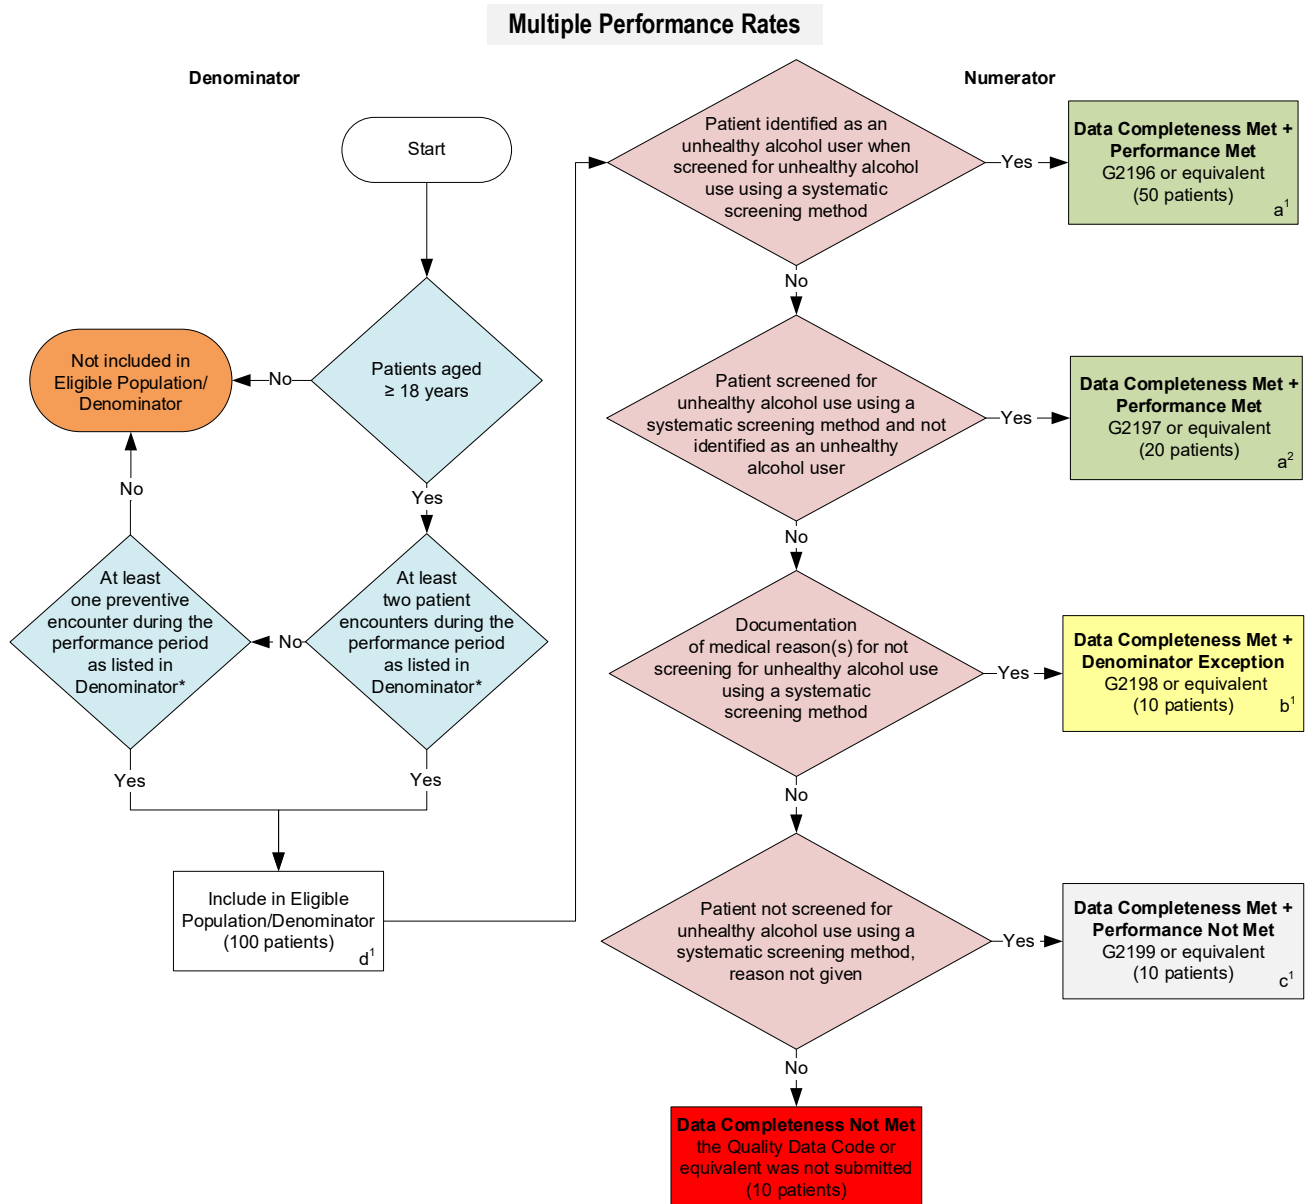 Multiple Performance Rates
Denominator
Numerator
Start
Patients aged
≥ 18 years
No
Yes
Not included in
Eligible Population/
Denominator
No
At least
one preventive
encounter during the
performance period
as listed in
Denominator*
No
At least
two patient
encounters during the
performance period
as listed in
Denominator*
Yes
Yes
Include in Eligible
Population/Denominator
(100 patients)
d¹
Patient identified as an
unhealthy alcohol user when
screened for unhealthy alcohol
use using a systematic
screening method
Yes
Data Completeness Met +
Performance Met
G2196 or equivalent
(50 patients)
a¹
No
Patient screened for
unhealthy alcohol use using a
systematic screening method and not
identified as an unhealthy
alcohol user
Yes
Data Completeness Met +
Performance Met
G2197 or equivalent
(20 patients)
a²
No
Documentation
of medical reason(s) for not
screening for unhealthy alcohol use
using a systematic
screening method
Yes
Data Completeness Met +
Denominator Exception
G2198 or equivalent
(10 patients)
b¹
No
Patient not screened for
unhealthy alcohol use using a
systematic screening method,
reason not given
Yes
Data Completeness Met +
Performance Not Met
G2199 or equivalent
(10 patients)
c¹
No
Data Completeness Not Met
the Quality Data Code or
equivalent was not submitted
(10 patients)